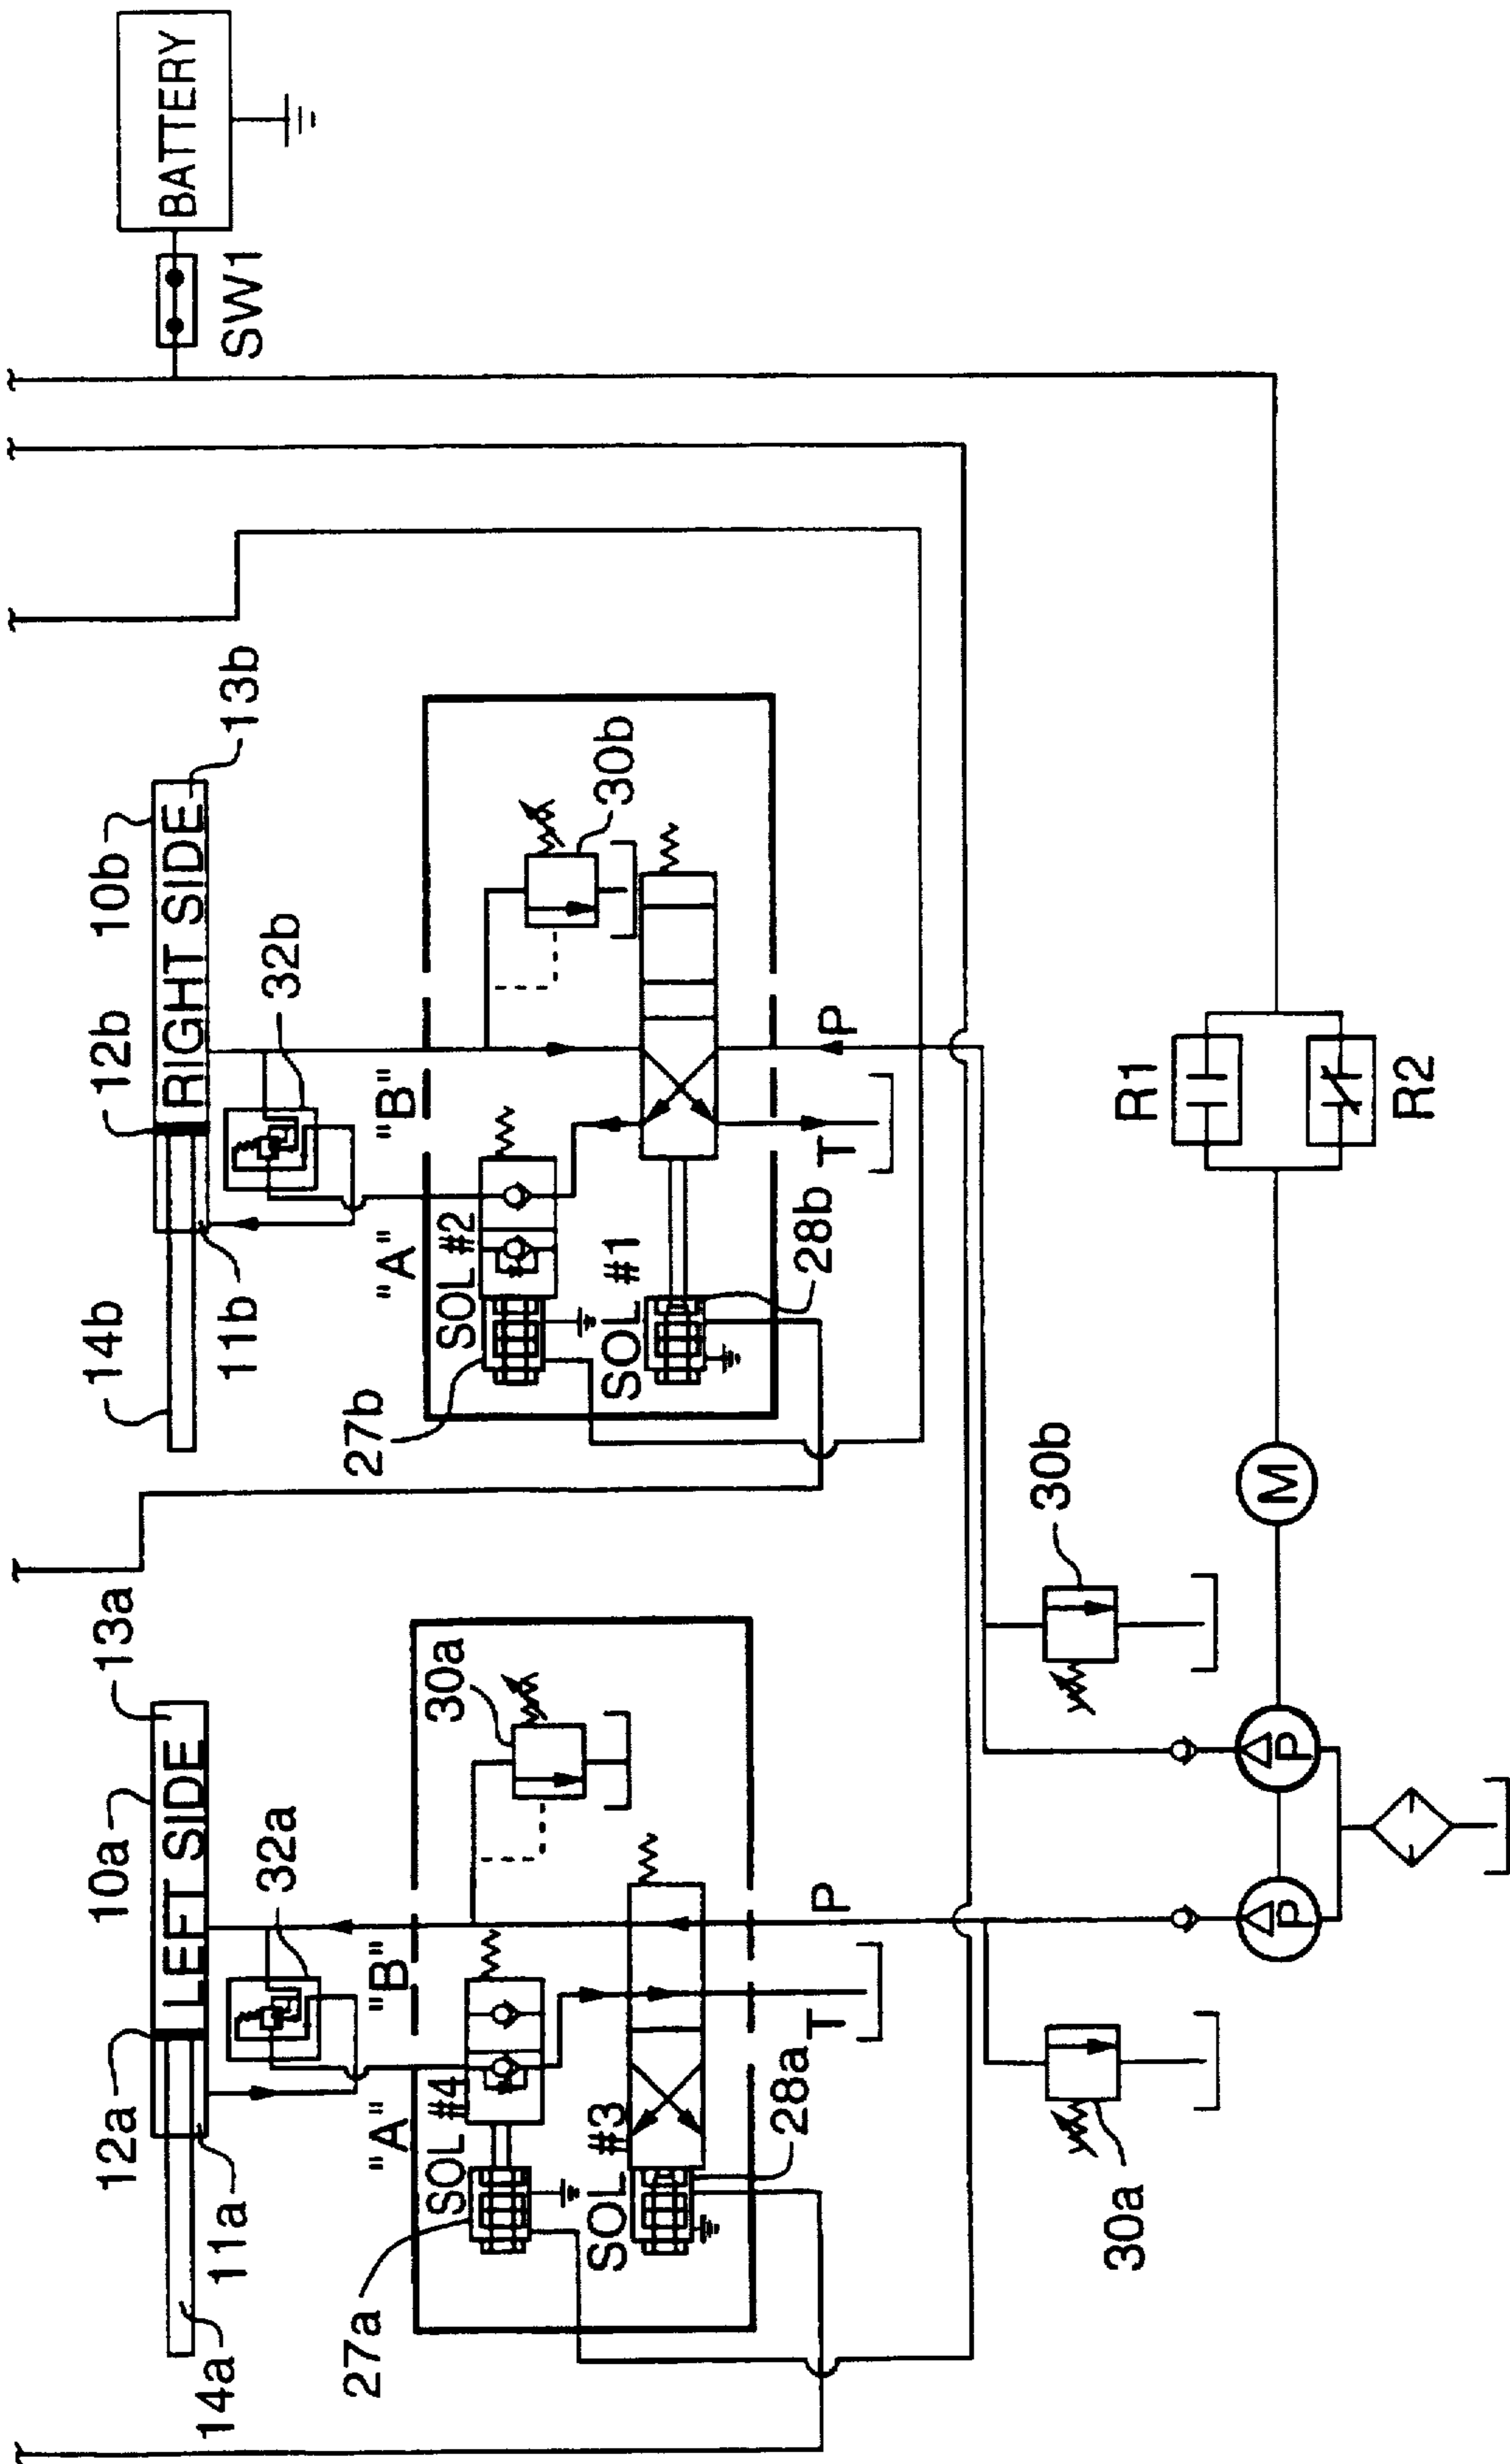 BATTERY
SW1
10a
13a
12a
LEFT SIDE
14a
11a
32a
"A"
"B"
SOL #4
27a
30a
SOL #3
28a
T
P
10b
13b
12b
RIGHT SIDE
14b
11b
32b
"A"
"B"
SOL #2
27b
30b
SOL #1
28b
T
P
30a
30b
P
P
M
R1
R2